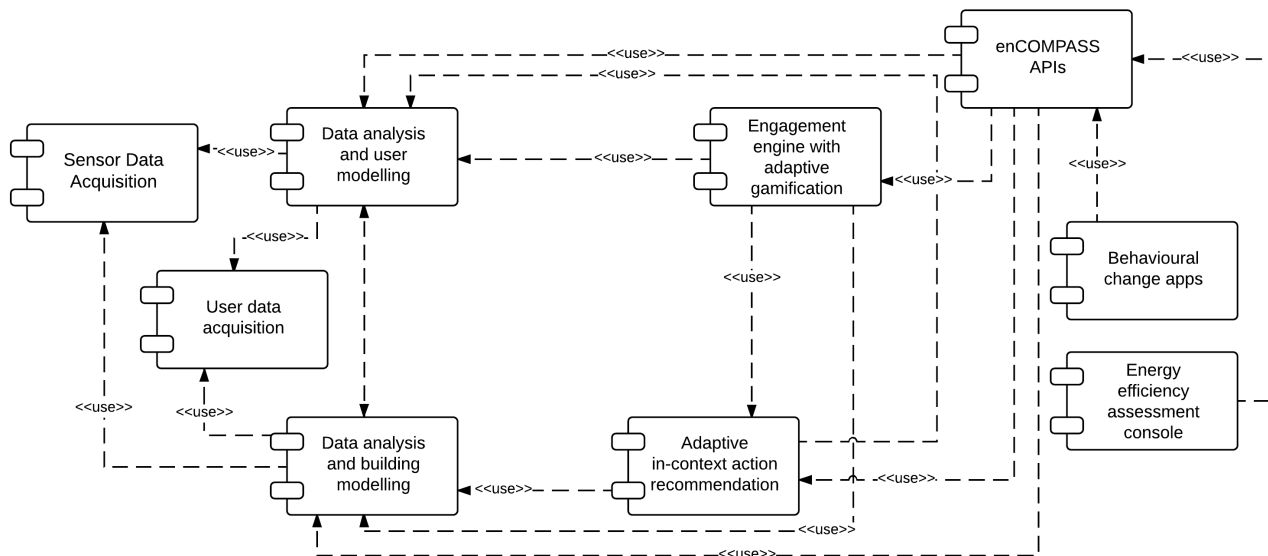 enCOMPASS
APIs
<<use>>
<<use>>
<<use>>
Sensor Data
Acquisition
<<use>>
Data analysis
and user
modelling
<<use>>
Engagement
engine with
adaptive
gamification
<<use>>
<<use>>
<<use>>
User data
acquisition
<<use>>
Behavioural
change apps
<<use>>
<<use>>
Data analysis
and building
modelling
<<use>>
Adaptive
in-context action
recommendation
<<use>>
Energy
efficiency
assessment
console
<<use>>
<<use>>